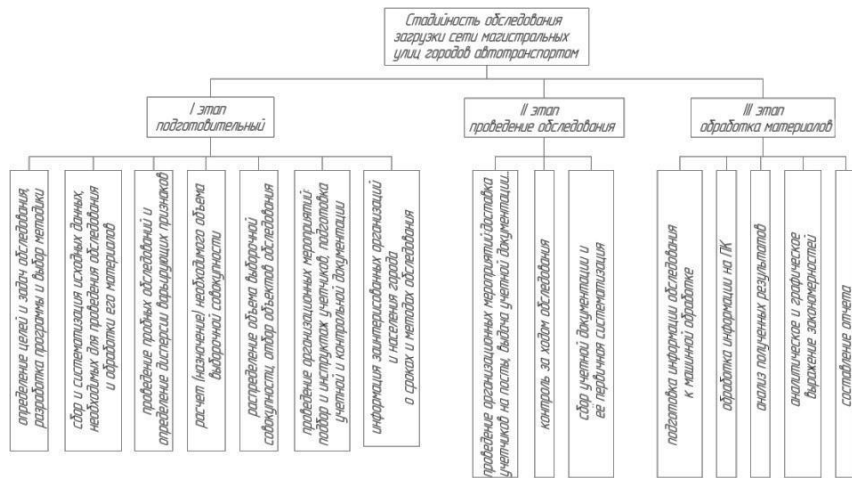 Стадийность обследования
загрузки сети магистральных
улиц городов автотранспортом
I этап
подготовительный
II этап
проведение обследования
III этап
обработка материалов
определение целей и задач обследования,
разработка программы и выбор методики
сбор и систематизация исходных данных,
необходимых для проведения обследования
и обработки его материалов
проведение пробных обследований и
определение дисперсии варьирующих признаков
расчет (назначение) необходимого объема
выборочной совокупности
распределение объема выборочной
совокупности, отбор объектов обследования
проведение организационных мероприятий:
подбор и инструктаж учетчиков, подготовка
учетной и контрольной документации
информация заинтерисованных организаций
и населения города
о сроках и методах обследования
проведение организационных мероприятий:доставка
учетчиков на посты, выдача учетной документации...
контроль за ходом обследования
сбор учетной документации и
ее первичная систематизация
подготовка информации обследования
к машинной обработке
обработка информации на ПК
анализ полученных результатов
аналитическое и графическое
выражение закономерностей
составление отчета